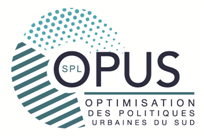 SPL OPUS
OPTIMISATION
DES POLITIQUES
URBAINES DU SUD